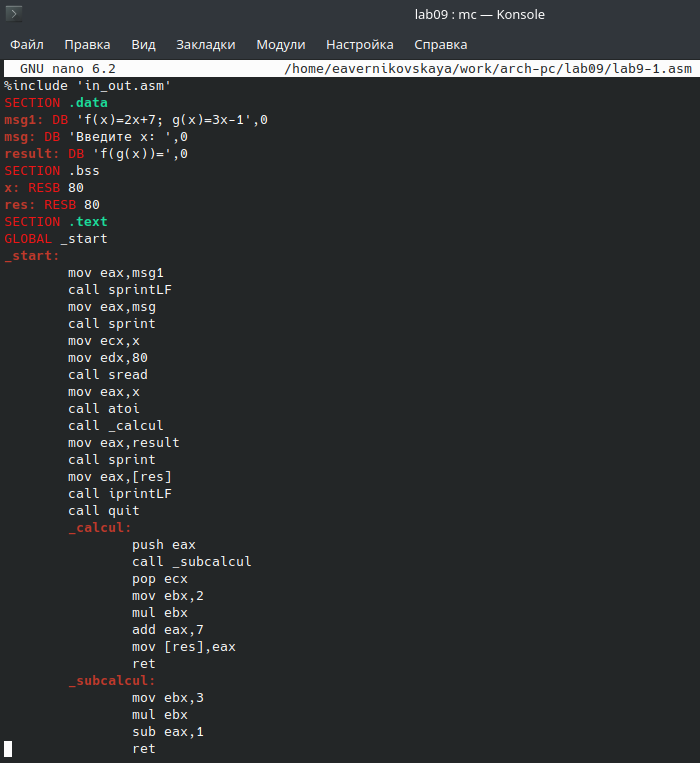 lab09 : mc — Konsole
Файл Правка Вид Закладки Модули Настройка Справка
GNU nano 6.2 /home/eavernikovskaya/work/arch-pc/lab09/lab9-1.asm
%include 'in_out.asm'
SECTION .data
msg1: DB 'f(x)=2x+7; g(x)=3x-1',0
msg: DB 'Введите x: ',0
result: DB 'f(g(x))=',0
SECTION .bss
x: RESB 80
res: RESB 80
SECTION .text
GLOBAL _start
_start:
mov eax,msg1
call sprintLF
mov eax,msg
call sprint
mov ecx,x
mov edx,80
call sread
mov eax,x
call atoi
call _calcul
mov eax,result
call sprint
mov eax,[res]
call iprintLF
call quit
_calcul:
push eax
call _subcalcul
pop ecx
mov ebx,2
mul ebx
add eax,7
mov [res],eax
ret
_subcalcul:
mov ebx,3
mul ebx
sub eax,1
ret